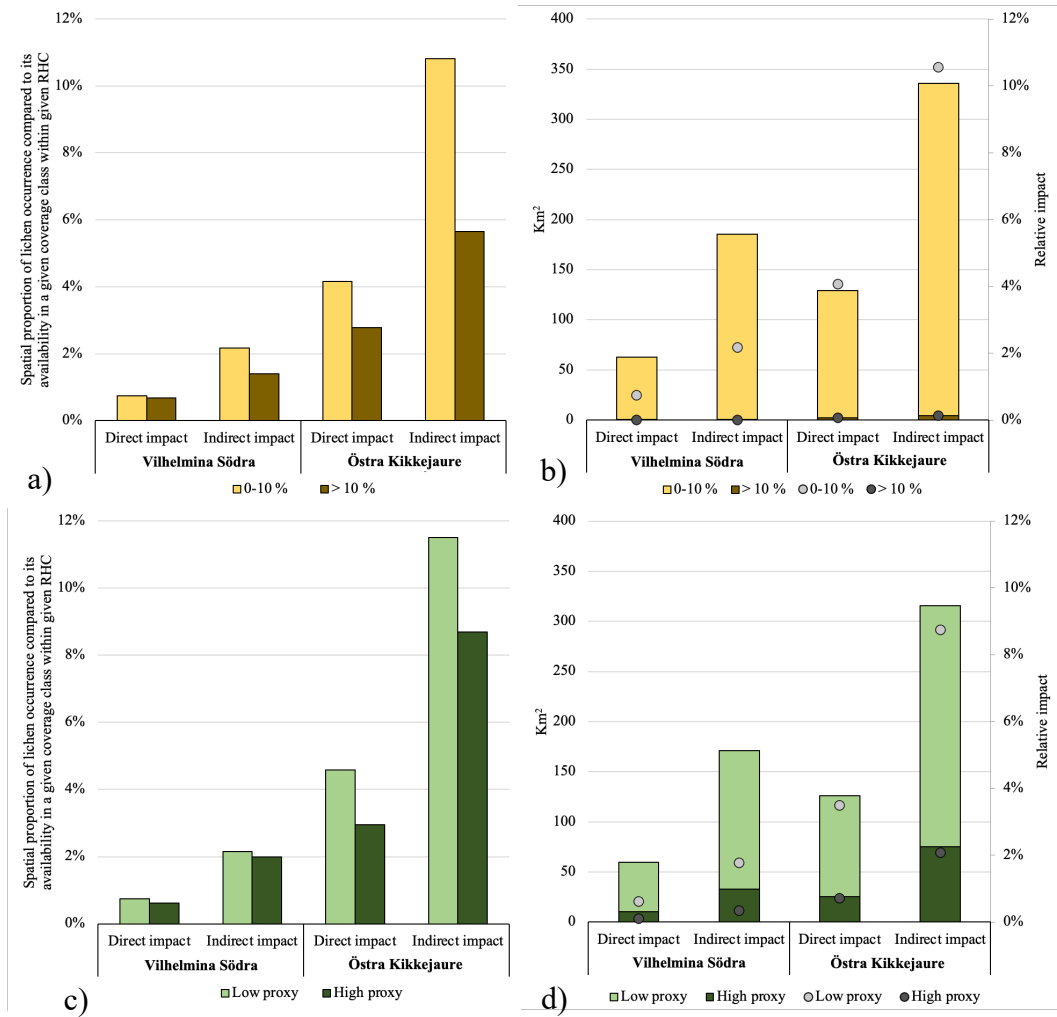 Spatial proportion of lichen occurrence compared to its
availability in a given coverage class within given RHC
12%
10%
8%
6%
4%
2%
0%
Direct impact Indirect impact Direct impact Indirect impact
Vilhelmina Södra Östra Kikkejaure
a)
0-10 % > 10 %
Km²
400
350
300
250
200
150
100
50
0
12%
10%
8%
6%
4%
2%
0%
Relative impact
Direct impact Indirect impact Direct impact Indirect impact
Vilhelmina Södra Östra Kikkejaure
b)
0-10 % > 10 % 0-10 % > 10 %
Spatial proportion of lichen occurrence compared to its
availability in a given coverage class within given RHC
12%
10%
8%
6%
4%
2%
0%
Direct impact Indirect impact Direct impact Indirect impact
Vilhelmina Södra Östra Kikkejaure
c)
Low proxy High proxy
Km²
400
350
300
250
200
150
100
50
0
12%
10%
8%
6%
4%
2%
0%
Relative impact
Direct impact Indirect impact Direct impact Indirect impact
Vilhelmina Södra Östra Kikkejaure
d)
Low proxy High proxy Low proxy High proxy